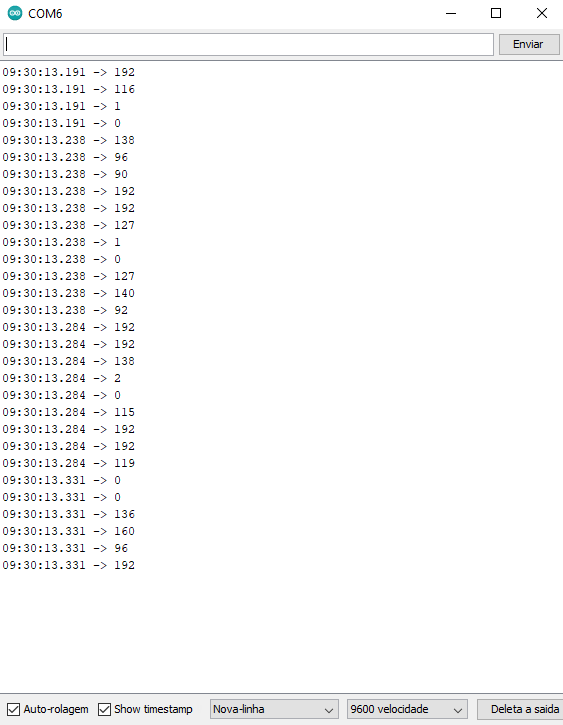 COM6
Enviar
09:30:13.191 -> 192
09:30:13.191 -> 116
09:30:13.191 -> 1
09:30:13.191 -> 0
09:30:13.238 -> 138
09:30:13.238 -> 96
09:30:13.238 -> 90
09:30:13.238 -> 192
09:30:13.238 -> 192
09:30:13.238 -> 127
09:30:13.238 -> 1
09:30:13.238 -> 0
09:30:13.238 -> 127
09:30:13.238 -> 140
09:30:13.238 -> 92
09:30:13.284 -> 192
09:30:13.284 -> 192
09:30:13.284 -> 138
09:30:13.284 -> 2
09:30:13.284 -> 0
09:30:13.284 -> 115
09:30:13.284 -> 192
09:30:13.284 -> 192
09:30:13.284 -> 119
09:30:13.331 -> 0
09:30:13.331 -> 0
09:30:13.331 -> 136
09:30:13.331 -> 160
09:30:13.331 -> 96
09:30:13.331 -> 192
Auto-rolagem Show timestamp Nova-linha 9600 velocidade Deleta a saida